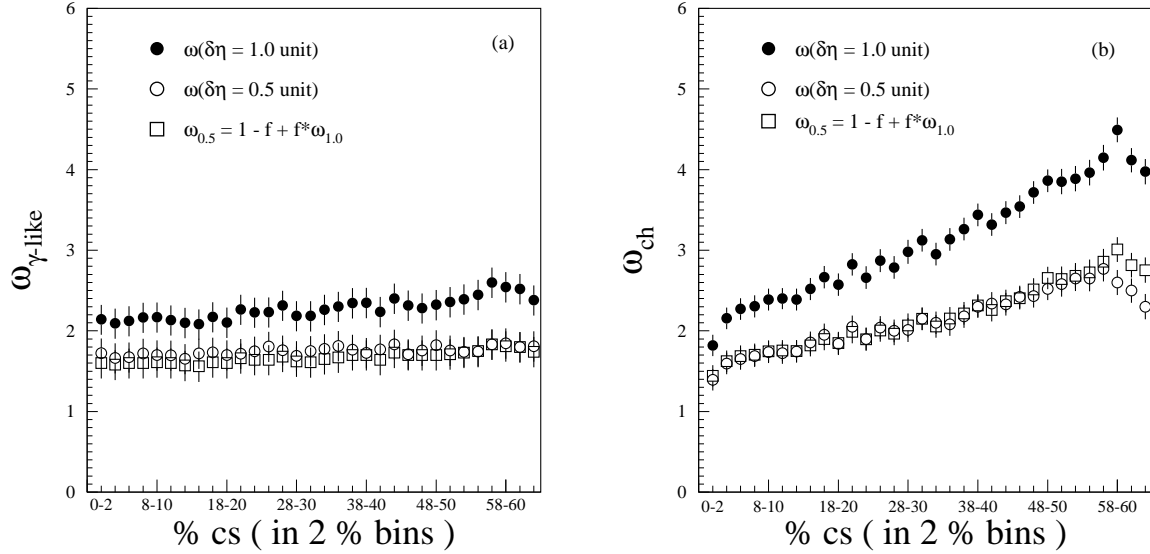 (a)
ω(δη = 1.0 unit)
ω(δη = 0.5 unit)
ω0.5 = 1 - f + f*ω1.0
ωγ-like
6
5
4
3
2
1
0
0-2 8-10 18-20 28-30 38-40 48-50 58-60
% cs ( in 2 % bins )
(b)
ω(δη = 1.0 unit)
ω(δη = 0.5 unit)
ω0.5 = 1 - f + f*ω1.0
ωch
6
5
4
3
2
1
0
0-2 8-10 18-20 28-30 38-40 48-50 58-60
% cs ( in 2 % bins )